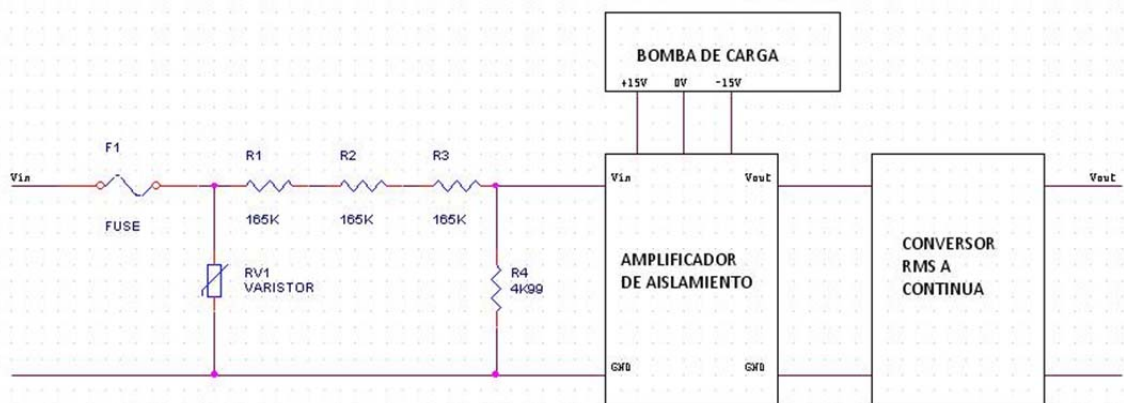 BOMBA DE CARGA
+15V 0V -15V
F1
R1
R2
R3
Vin
Vin
Vout
Vout
FUSE
165K
165K
165K
RV1
VARISTOR
R4
4K99
AMPLIFICADOR
DE AISLAMIENTO
CONVERSOR
RMS A
CONTINUA
GND
GND